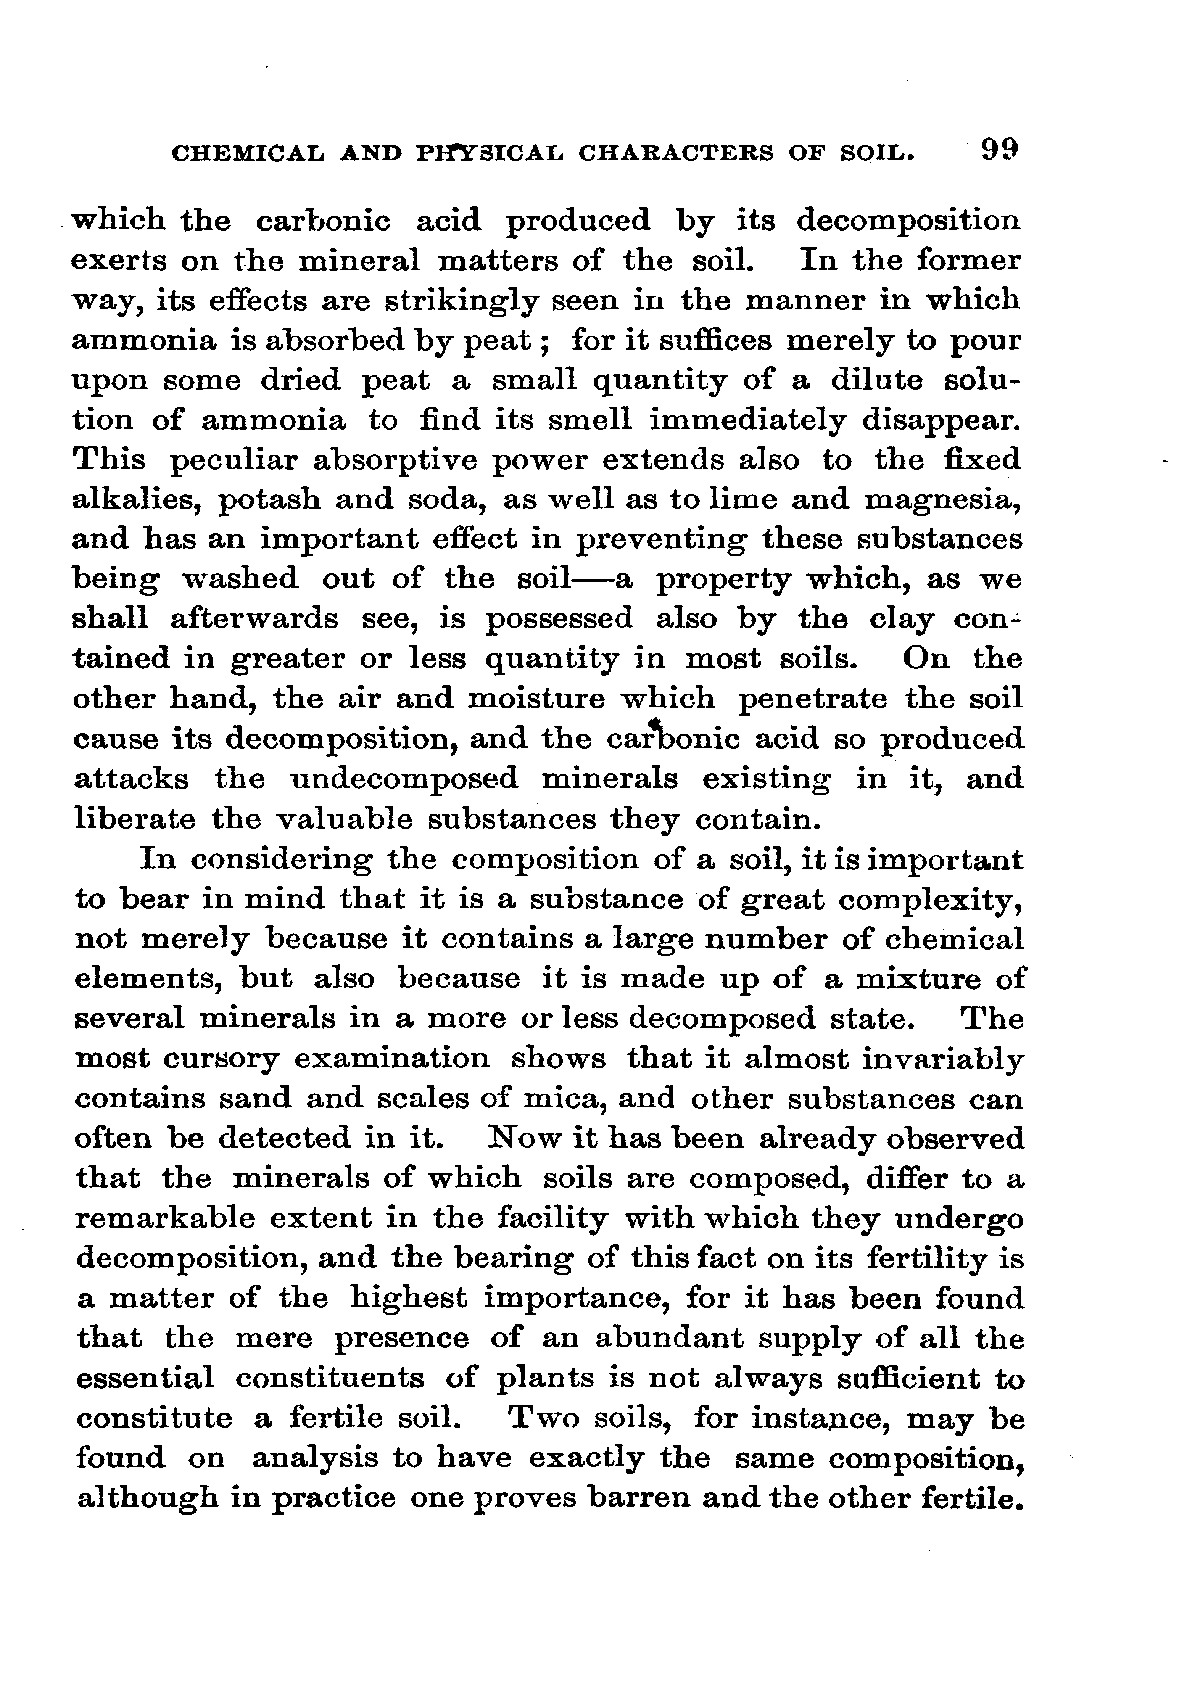 CHEMICAL AND PHYSICAL CHARACTERS OF SOIL. 99
which the carbonic acid produced by its decomposition
exerts on the mineral matters of the soil. In the former
way, its effects are strikingly seen in the manner in which
ammonia is absorbed by peat ; for it suffices merely to pour
upon some dried peat a small quantity of a dilute solu-
tion of ammonia to find its smell immediately disappear.
This peculiar absorptive power extends also to the fixed
alkalies, potash and soda, as well as to lime and magnesia,
and has an important effect in preventing these substances
being washed out of the soil—a property which, as we
shall afterwards see, is possessed also by the clay con-
tained in greater or less quantity in most soils. On the
other hand, the air and moisture which penetrate the soil
cause its decomposition, and the carbonic acid so produced
attacks the undecomposed minerals existing in it, and
liberate the valuable substances they contain.
In considering the composition of a soil, it is important
to bear in mind that it is a substance of great complexity,
not merely because it contains a large number of chemical
elements, but also because it is made up of a mixture of
several minerals in a more or less decomposed state. The
most cursory examination shows that it almost invariably
contains sand and scales of mica, and other substances can
often be detected in it. Now it has been already observed
that the minerals of which soils are composed, differ to a
remarkable extent in the facility with which they undergo
decomposition, and the bearing of this fact on its fertility is
a matter of the highest importance, for it has been found
that the mere presence of an abundant supply of all the
essential constituents of plants is not always sufficient to
constitute a fertile soil. Two soils, for instance, may be
found on analysis to have exactly the same composition,
although in practice one proves barren and the other fertile.